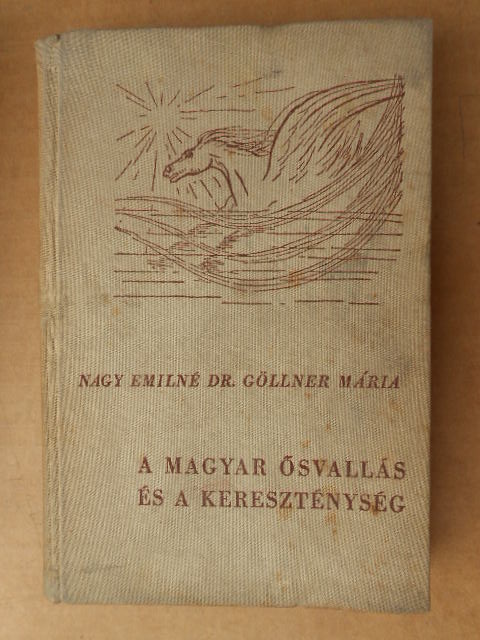 NAGY EMILNÉ DR. GÖLLNER MÁRIA
A MAGYAR ŐSVALLÁS
ÉS A KERESZTÉNYSÉG